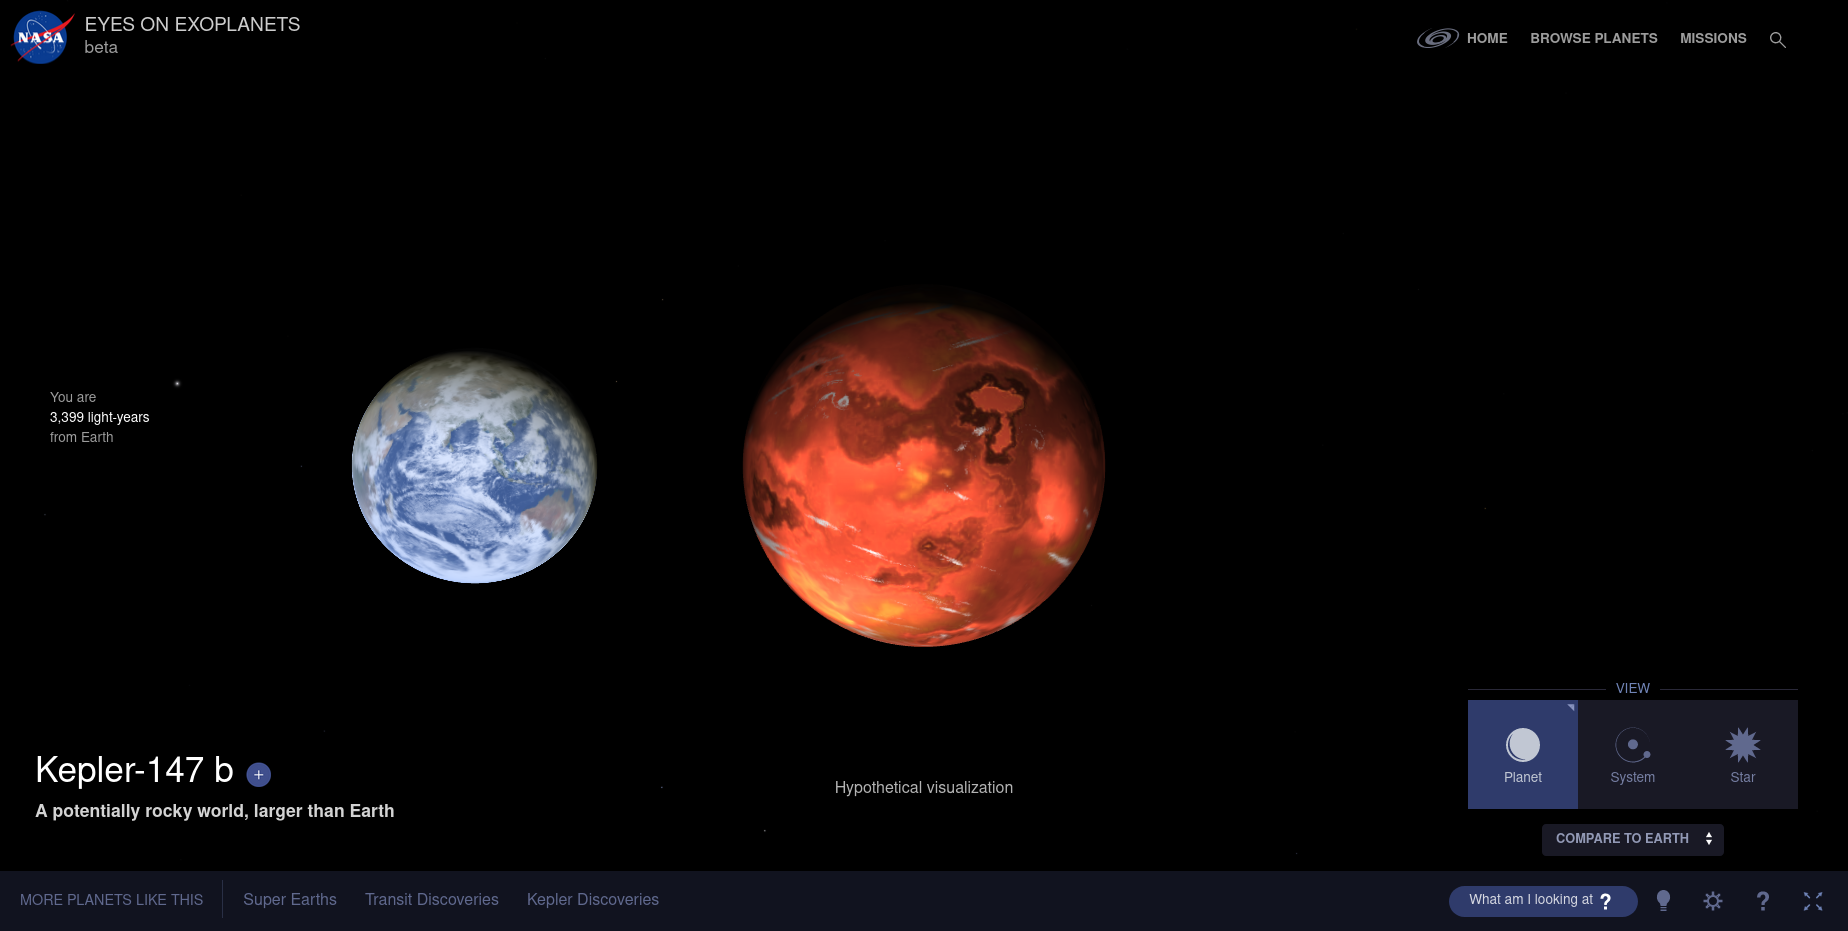 NASA
EYES ON EXOPLANETS
beta
HOME
BROWSE PLANETS
MISSIONS
You are
3,399 light-years
from Earth
Kepler-147 b +
A potentially rocky world, larger than Earth
Hypothetical visualization
VIEW
Planet
System
Star
COMPARE TO EARTH
MORE PLANETS LIKE THIS
Super Earths
Transit Discoveries
Kepler Discoveries
What am I looking at ?
?